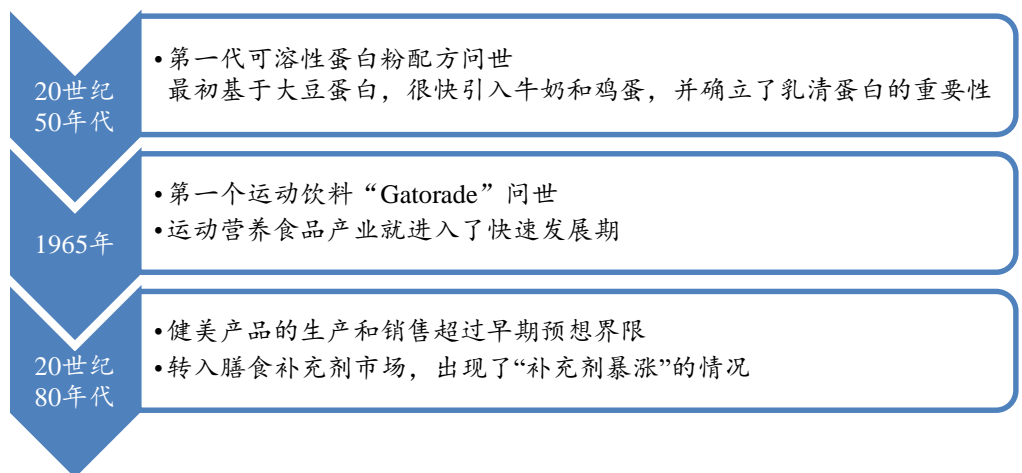 20世纪
50年代
•第一代可溶性蛋白粉配方问世
最初基于大豆蛋白，很快引入牛奶和鸡蛋，并确立了乳清蛋白的重要性
1965年
•第一个运动饮料“Gatorade”问世
•运动营养食品产业就进入了快速发展期
20世纪
80年代
•健美产品的生产和销售超过早期预想界限
•转入膳食补充剂市场，出现了“补充剂暴涨”的情况